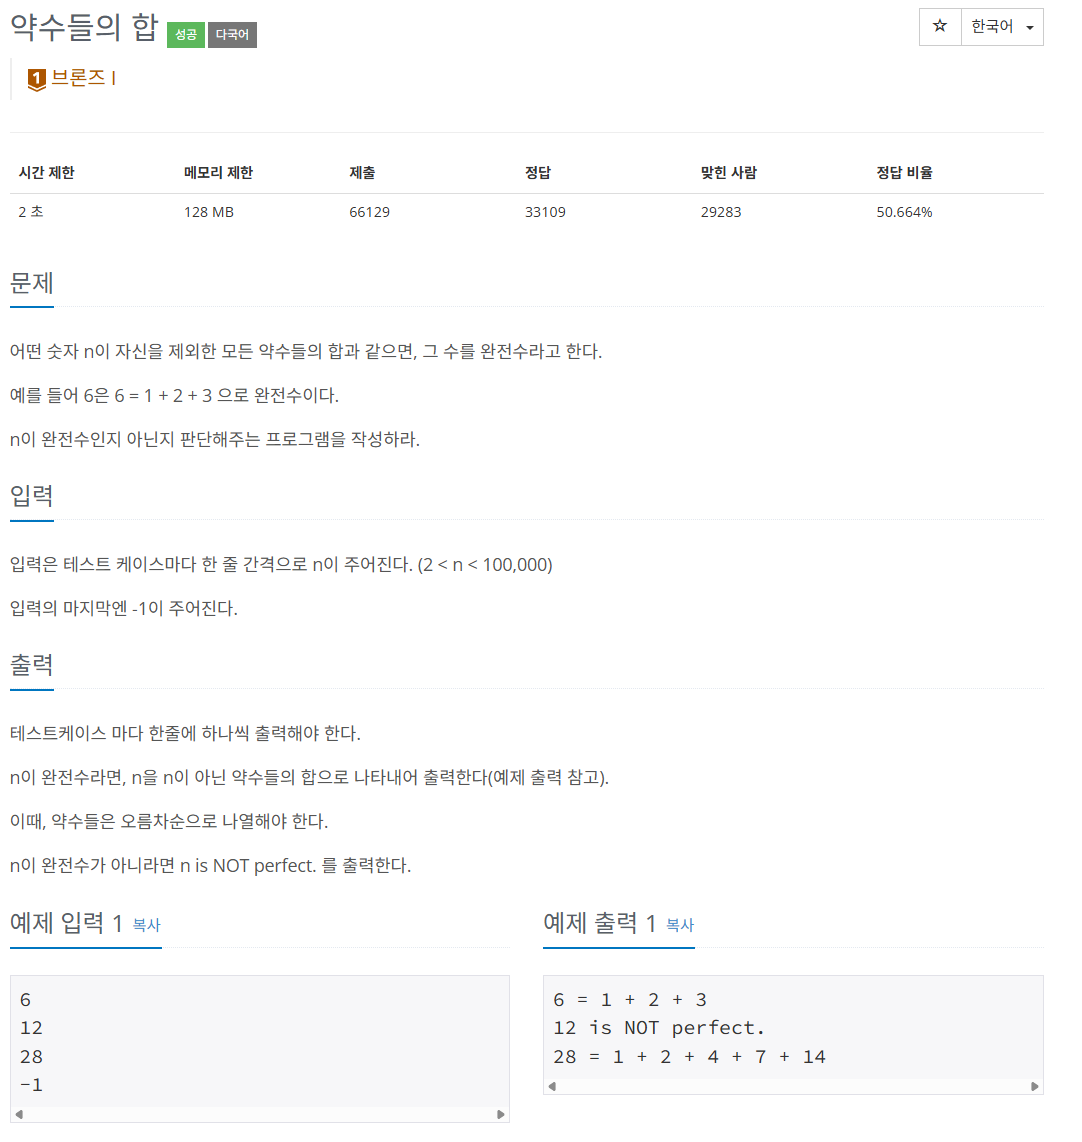 약수들의 합 성공 다국어 ☆ 한국어
1 브론즈 I
시간 제한 메모리 제한 제출 정답 맞힌 사람 정답 비율
2 초 128 MB 66129 33109 29283 50.664%
문제
어떤 숫자 n이 자신을 제외한 모든 약수들의 합과 같으면, 그 수를 완전수라고 한다.
예를 들어 6은 6 = 1 + 2 + 3 으로 완전수이다.
n이 완전수인지 아닌지 판단해주는 프로그램을 작성하라.
입력
입력은 테스트 케이스마다 한 줄 간격으로 n이 주어진다. (2 < n < 100,000)
입력의 마지막엔 -1이 주어진다.
출력
테스트케이스 마다 한줄에 하나씩 출력해야 한다.
n이 완전수라면, n을 n이 아닌 약수들의 합으로 나타내어 출력한다(예제 출력 참고).
이때, 약수들은 오름차순으로 나열해야 한다.
n이 완전수가 아니라면 n is NOT perfect. 를 출력한다.
예제 입력 1 복사
6
12
28
-1
예제 출력 1 복사
6 = 1 + 2 + 3
12 is NOT perfect.
28 = 1 + 2 + 4 + 7 + 14